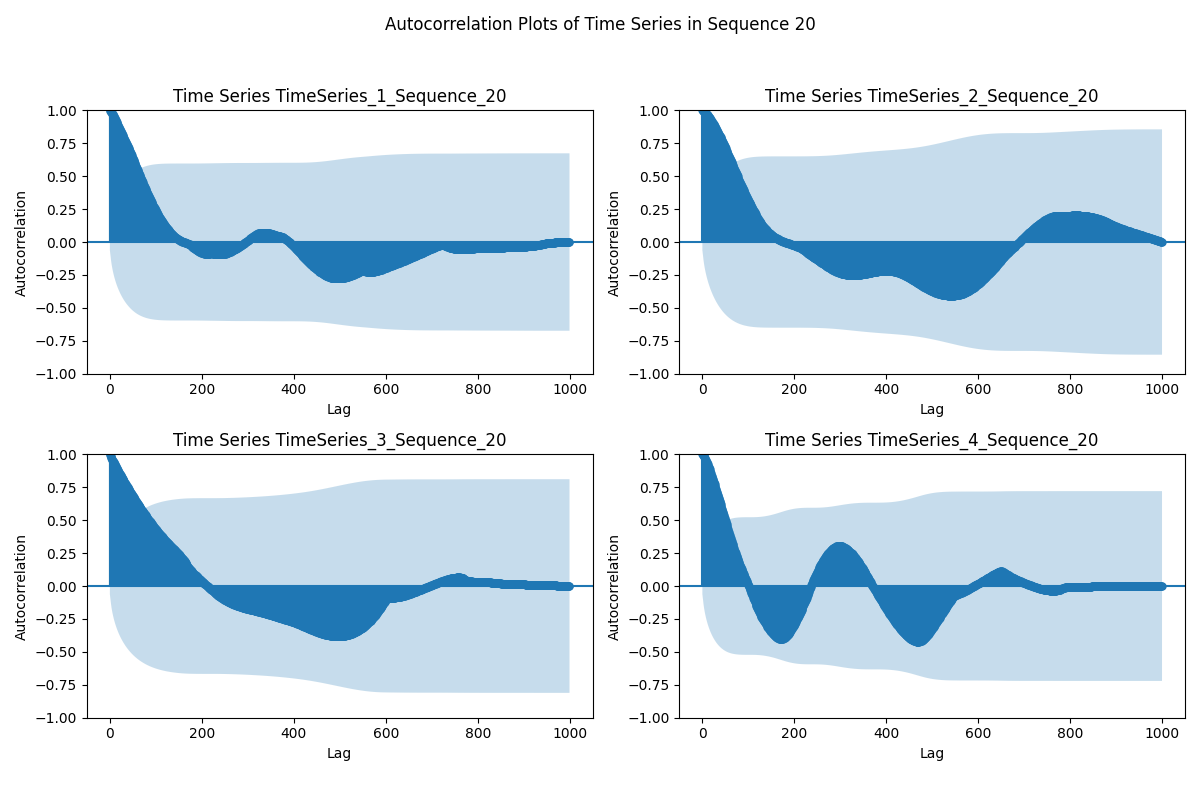 Autocorrelation Plots of Time Series in Sequence 20
Time Series TimeSeries_1_Sequence_20
Autocorrelation
1.00
0.75
0.50
0.25
0.00
−0.25
−0.50
−0.75
−1.00
0 200 400 600 800 1000
Lag
Time Series TimeSeries_2_Sequence_20
Autocorrelation
1.00
0.75
0.50
0.25
0.00
−0.25
−0.50
−0.75
−1.00
0 200 400 600 800 1000
Lag
Time Series TimeSeries_3_Sequence_20
Autocorrelation
1.00
0.75
0.50
0.25
0.00
−0.25
−0.50
−0.75
−1.00
0 200 400 600 800 1000
Lag
Time Series TimeSeries_4_Sequence_20
Autocorrelation
1.00
0.75
0.50
0.25
0.00
−0.25
−0.50
−0.75
−1.00
0 200 400 600 800 1000
Lag